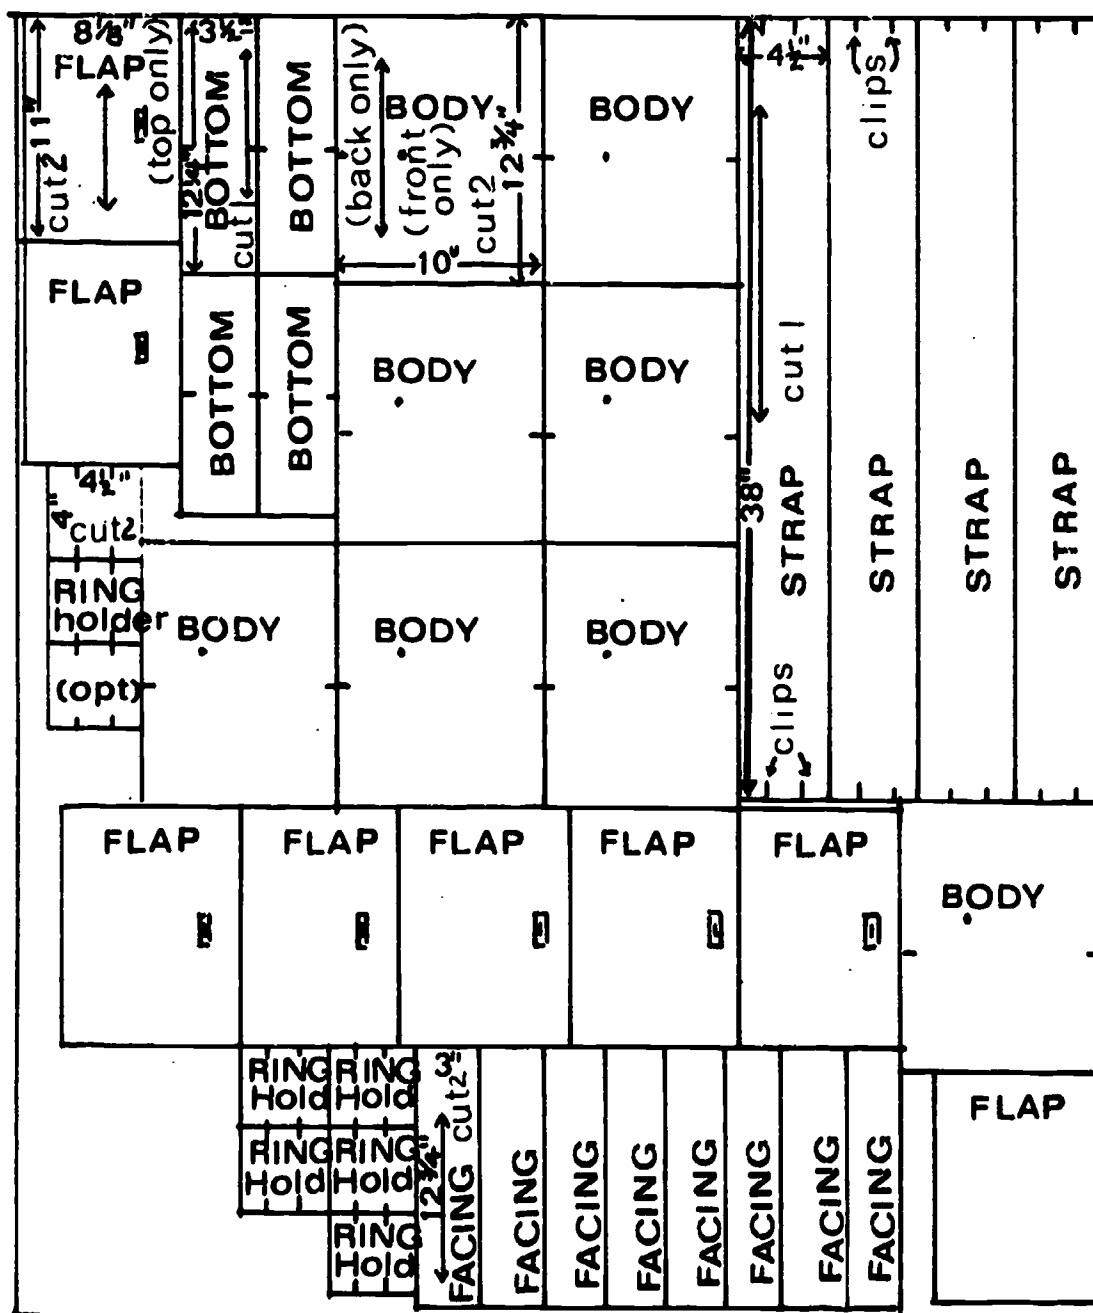 8⅛"
FLAP
11"
cut2
(top only)
3½"
12¼"
BOTTOM
cut1
BOTTOM
(back only)
BODY
(front
only)
cut2
12¾"
10"
BODY
4½"
clips
(clips)
38"
cut1
STRAP
STRAP
STRAP
STRAP
clips
FLAP
BOTTOM
BOTTOM
BODY
BODY
4½"
4"
cut2
RING
holder
(opt)
BODY
BODY
BODY
FLAP
FLAP
FLAP
FLAP
FLAP
BODY
RING
Hold
RING
Hold
RING
Hold
RING
Hold
RING
Hold
3"
cut2
12¾"
FACING
FACING
FACING
FACING
FACING
FACING
FACING
FACING
FLAP